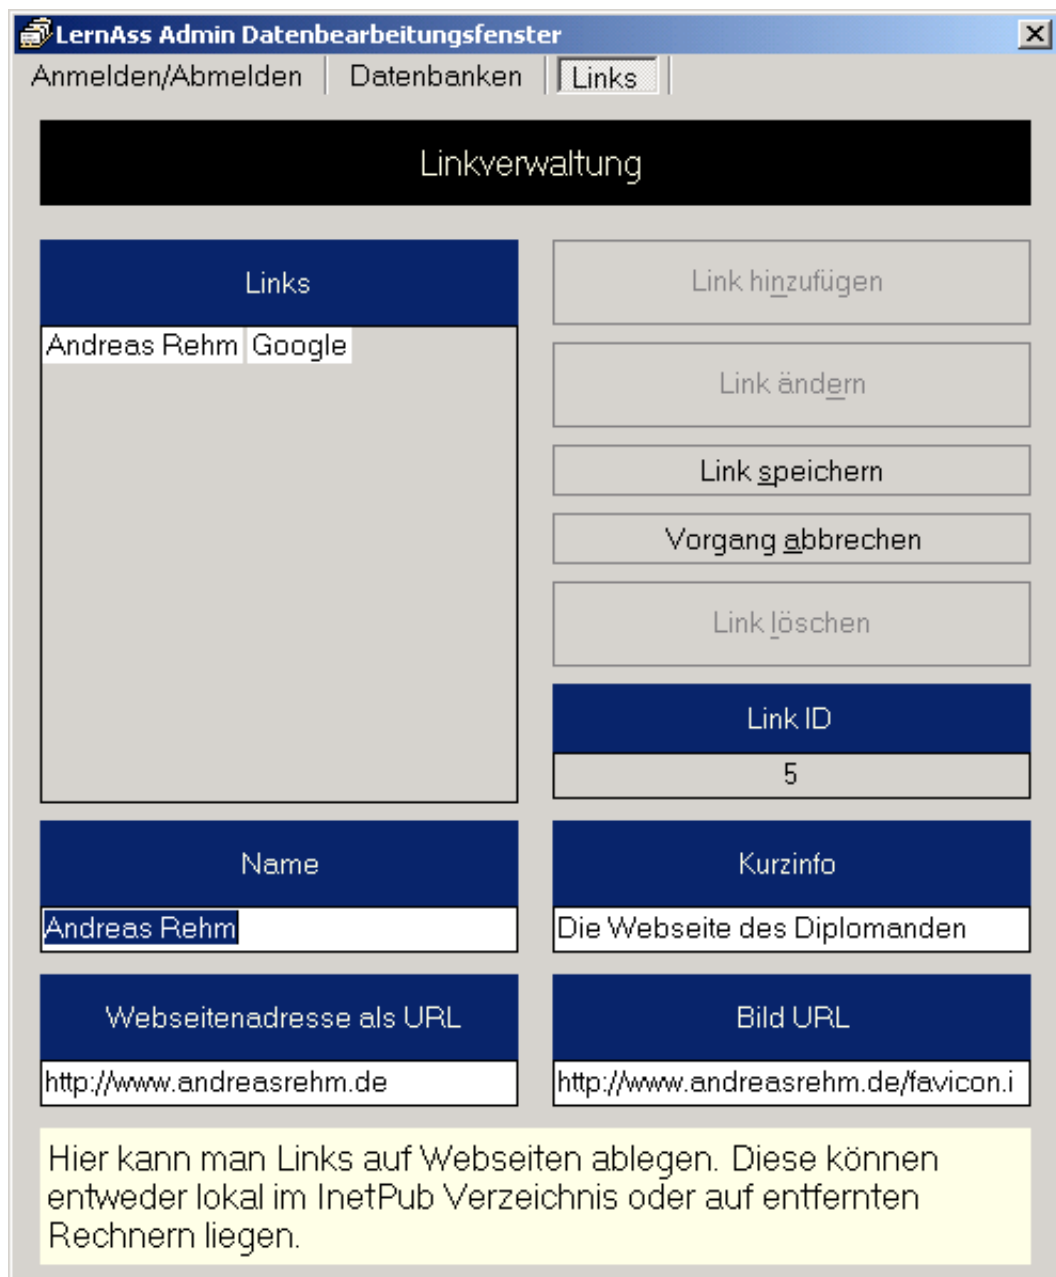 LernAss Admin Datenbearbeitungsfenster
Anmelden/Abmelden Datenbanken Links
Linkverwaltung
Links
Andreas Rehm Google
Link hinzufügen
Link ändern
Link speichern
Vorgang abbrechen
Link löschen
Link ID
5
Name
Andreas Rehm
Kurzinfo
Die Webseite des Diplomanden
Webseitenadresse als URL
http://www.andreasrehm.de
Bild URL
http://www.andreasrehm.de/favicon.i
Hier kann man Links auf Webseiten ablegen. Diese können
entweder lokal im InetPub Verzeichnis oder auf entfernten
Rechnern liegen.